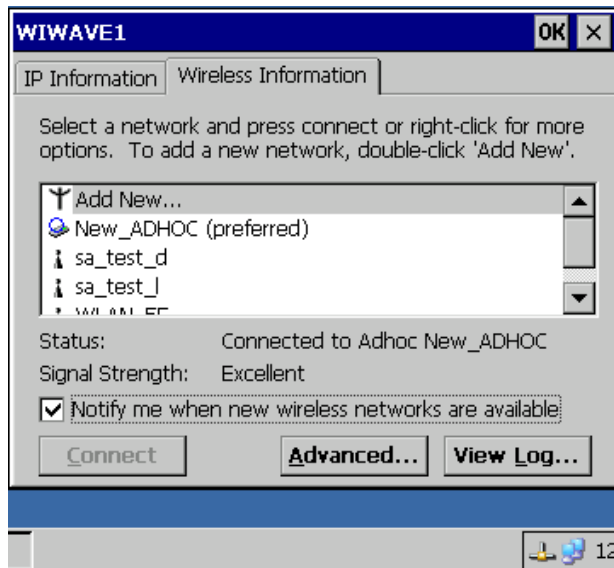 WIWAVE1 OK ×
IP Information Wireless Information
Select a network and press connect or right-click for more
options. To add a new network, double-click 'Add New'.
Add New...
New_ADHOC (preferred)
sa_test_d
sa_test_l
Status: Connected to Adhoc New_ADHOC
Signal Strength: Excellent
Notify me when new wireless networks are available
Connect Advanced... View Log...
12